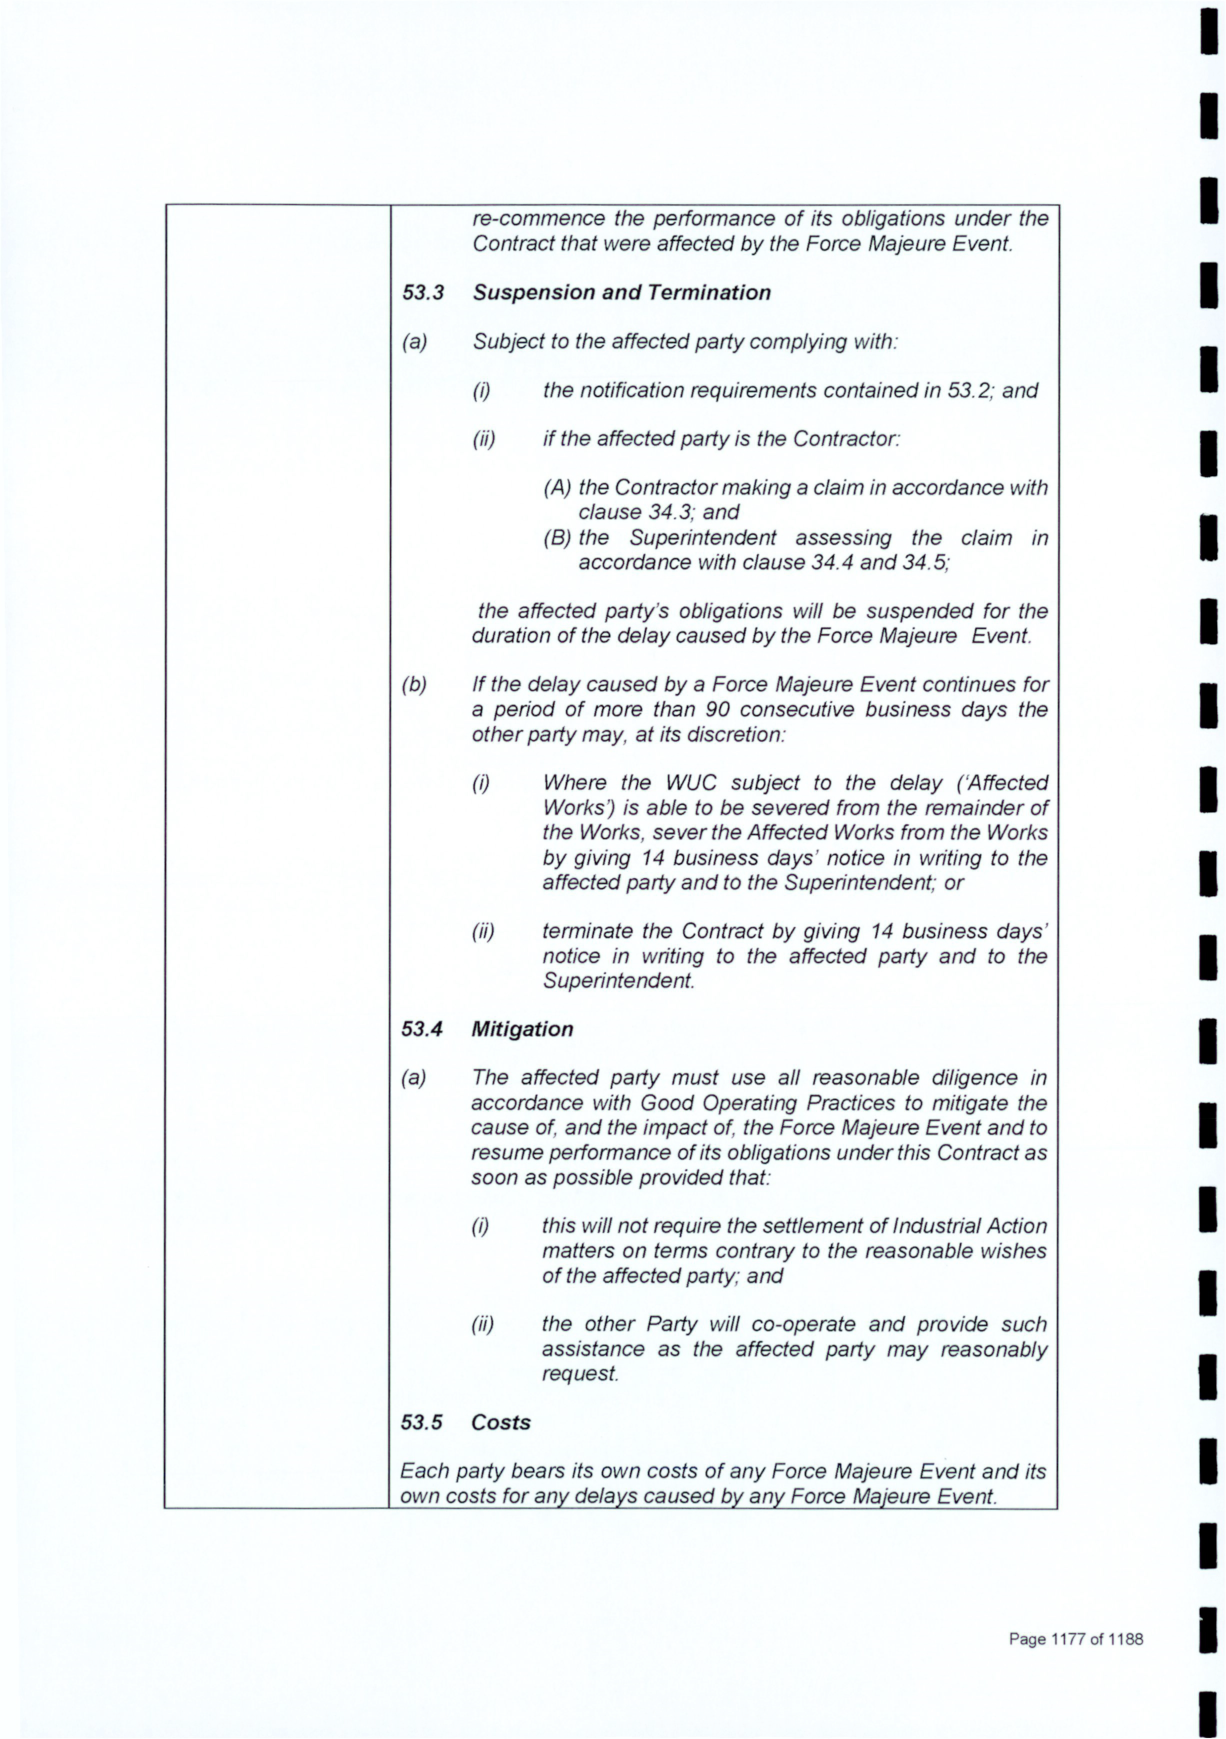 re-commence the performance of its obligations under the
Contract that were affected by the Force Majeure Event.
53.3 Suspension and Termination
(a) Subject to the affected party complying with:
(i) the notification requirements contained in 53.2; and
(ii) if the affected party is the Contractor:
(A) the Contractor making a claim in accordance with
clause 34.3; and
(B) the Superintendent assessing the claim in
accordance with clause 34.4 and 34.5;
the affected party's obligations will be suspended for the
duration of the delay caused by the Force Majeure Event.
(b) If the delay caused by a Force Majeure Event continues for
a period of more than 90 consecutive business days the
other party may, at its discretion:
(i) Where the WUC subject to the delay ('Affected
Works') is able to be severed from the remainder of
the Works, sever the Affected Works from the Works
by giving 14 business days' notice in writing to the
affected party and to the Superintendent; or
(ii) terminate the Contract by giving 14 business days'
notice in writing to the affected party and to the
Superintendent.
53.4 Mitigation
(a) The affected party must use all reasonable diligence in
accordance with Good Operating Practices to mitigate the
cause of, and the impact of, the Force Majeure Event and to
resume performance of its obligations under this Contract as
soon as possible provided that:
(i) this will not require the settlement of Industrial Action
matters on terms contrary to the reasonable wishes
of the affected party; and
(ii) the other Party will co-operate and provide such
assistance as the affected party may reasonably
request.
53.5 Costs
Each party bears its own costs of any Force Majeure Event and its
own costs for any delays caused by any Force Majeure Event.
Page 1177 of 1188